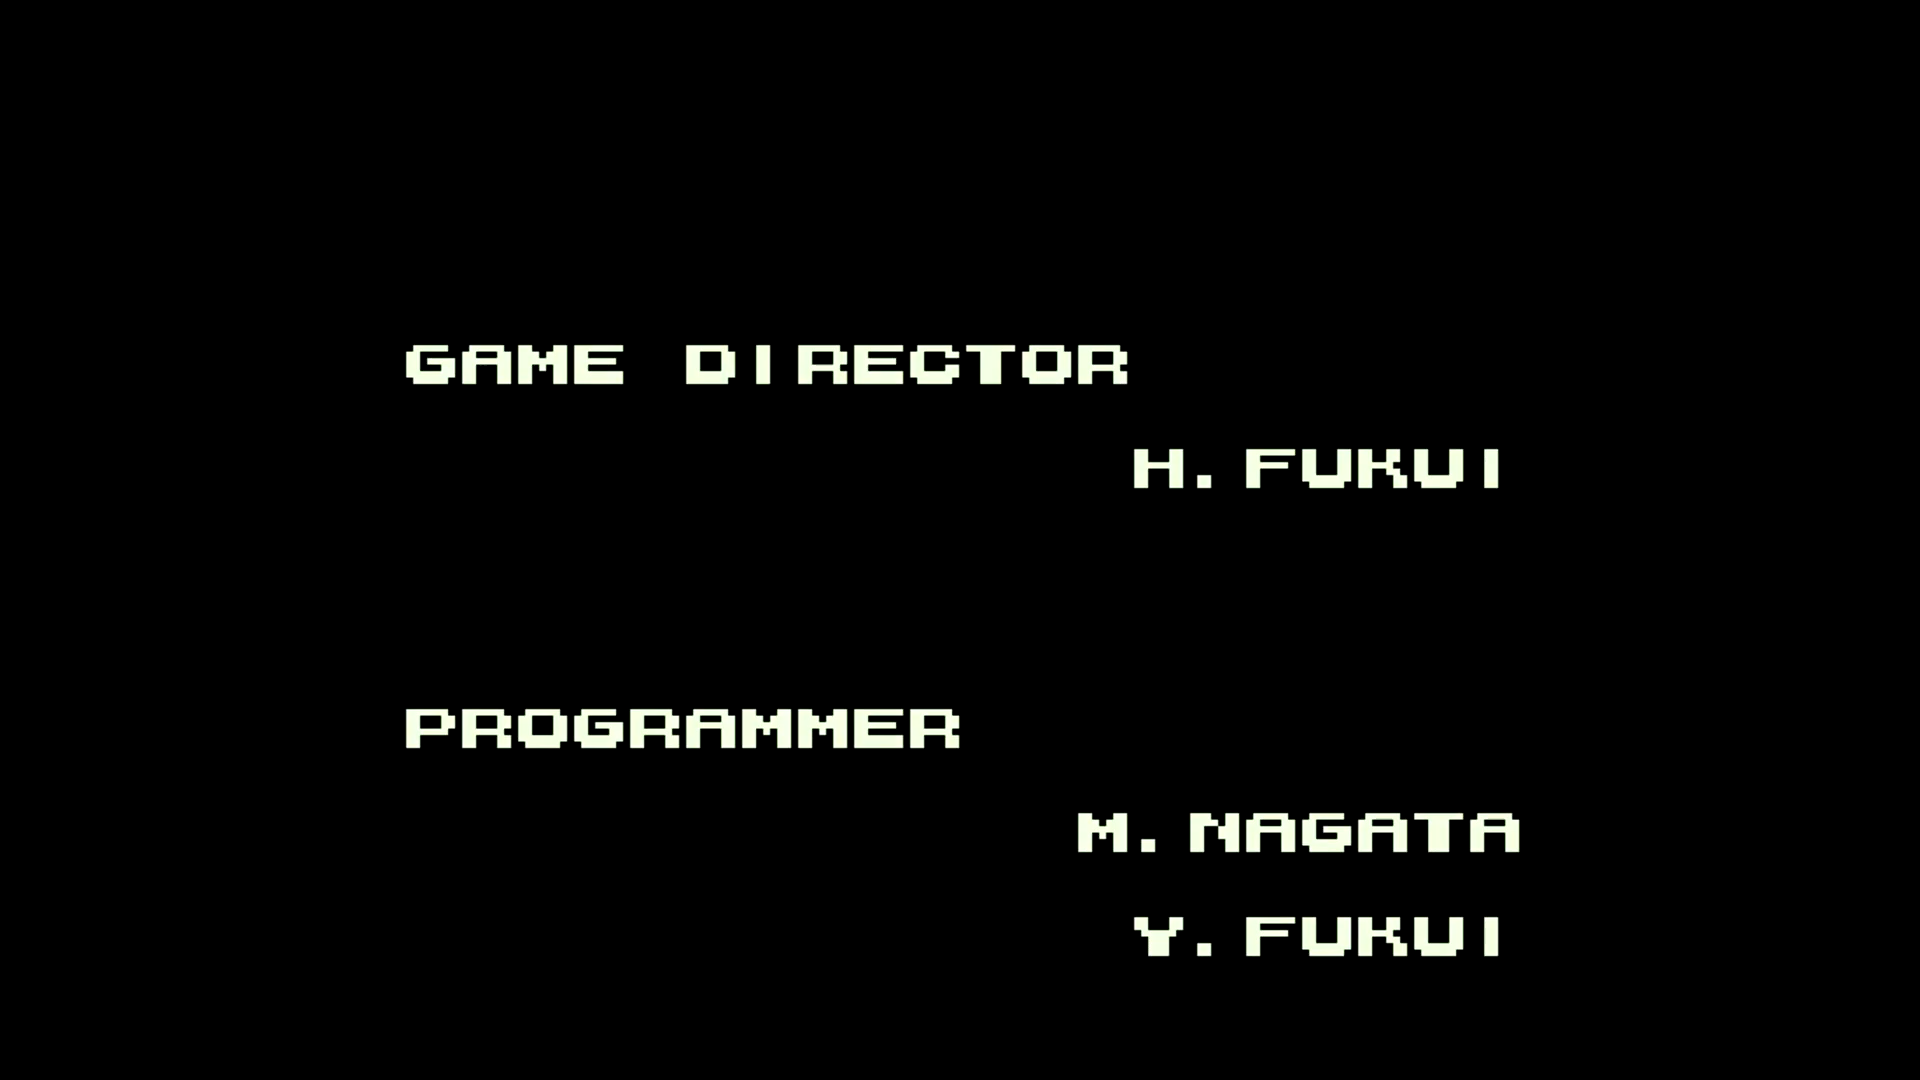 GAME DIRECTOR
H. FUKUI
PROGRAMMER
M. NAGATA
Y. FUKUI